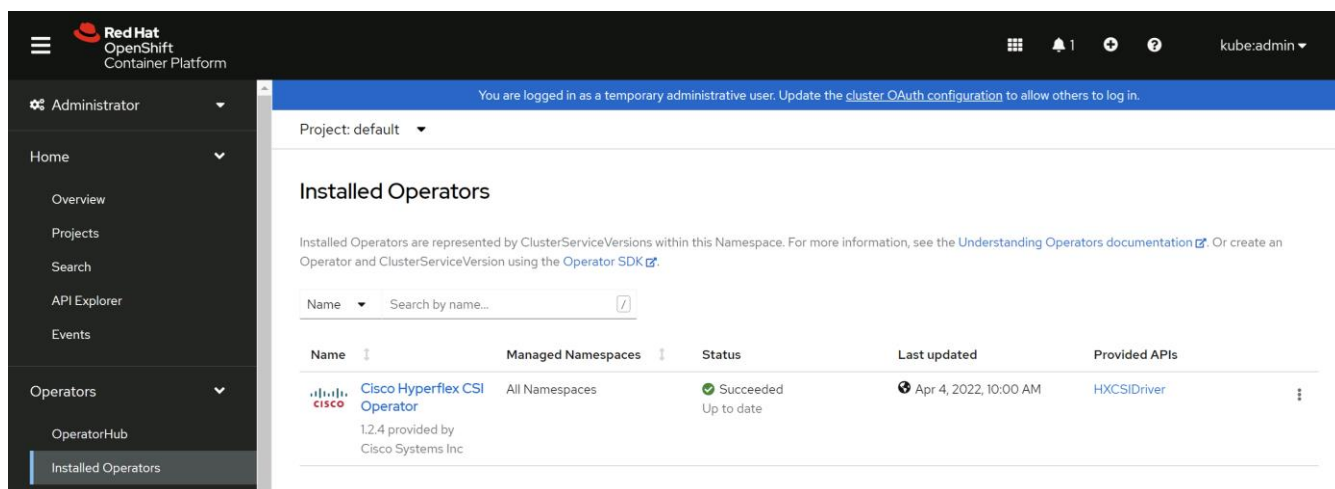 Red Hat
OpenShift
Container Platform
1
kube:admin
Administrator
You are logged in as a temporary administrative user. Update the cluster OAuth configuration to allow others to log in.
Project: default
Home
Overview
Projects
Search
API Explorer
Events
Operators
OperatorHub
Installed Operators
Installed Operators
Installed Operators are represented by ClusterServiceVersions within this Namespace. For more information, see the Understanding Operators documentation. Or create an
Operator and ClusterServiceVersion using the Operator SDK.
Name Search by name... /
Name Managed Namespaces Status Last updated Provided APIs
CISCO
Cisco Hyperflex CSI
Operator
1.2.4 provided by
Cisco Systems Inc
All Namespaces
Succeeded
Up to date
Apr 4, 2022, 10:00 AM
HXCSIDriver